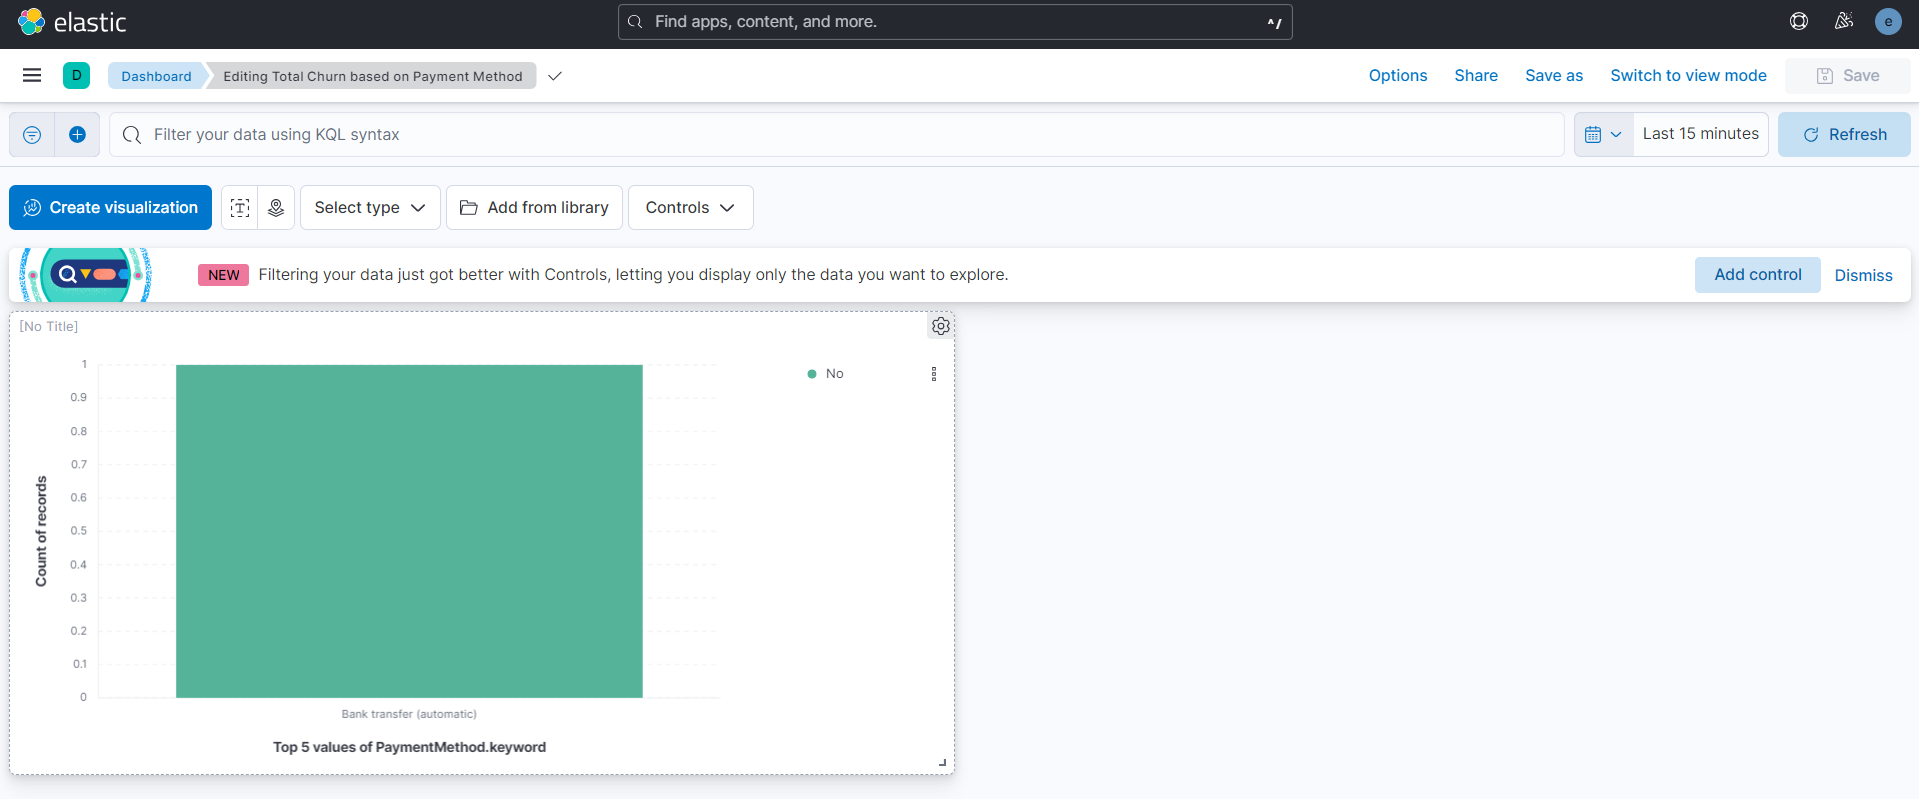 elastic
Find apps, content, and more.
^/
e
D
Dashboard
Editing Total Churn based on Payment Method
Options
Share
Save as
Switch to view mode
Save
Filter your data using KQL syntax
Last 15 minutes
Refresh
Create visualization
Select type
Add from library
Controls
NEW
Filtering your data just got better with Controls, letting you display only the data you want to explore.
Add control
Dismiss
[No Title]
1
0.9
0.8
0.7
0.6
0.5
0.4
0.3
0.2
0.1
0
Count of records
Bank transfer (automatic)
Top 5 values of PaymentMethod.keyword
No